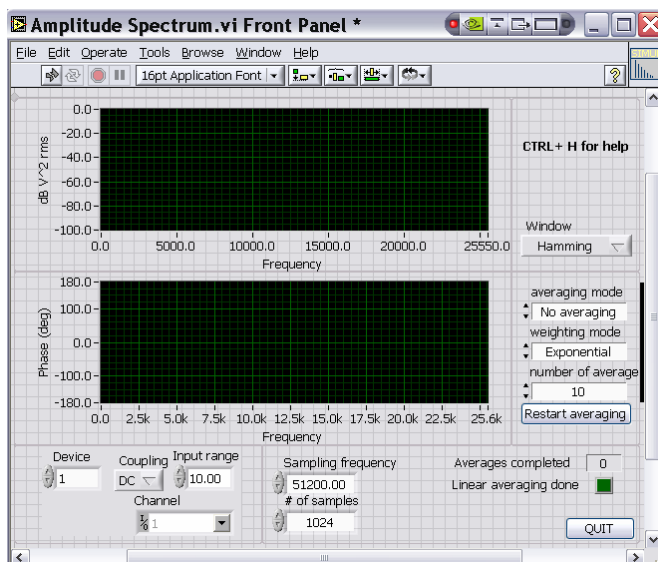 Amplitude Spectrum.vi Front Panel *
File Edit Operate Tools Browse Window Help
16pt Application Font
?
SIMU
dB V^2 rms
0.0
-20.0
-40.0
-60.0
-80.0
-100.0
0.0 5000.0 10000.0 15000.0 20000.0 25550.0
Frequency
CTRL+ H for help
Window
Hamming
Phase (deg)
180.0
100.0
0.0
-100.0
-180.0
0.0 2.5k 5.0k 7.5k 10.0k 12.5k 15.0k 17.5k 20.0k 22.5k 25.6k
Frequency
averaging mode
No averaging
weighting mode
Exponential
number of average
10
Restart averaging
Device
1
Coupling
DC
Input range
10.00
Channel
I/0 1
Sampling frequency
51200.00
# of samples
1024
Averages completed 0
Linear averaging done
QUIT